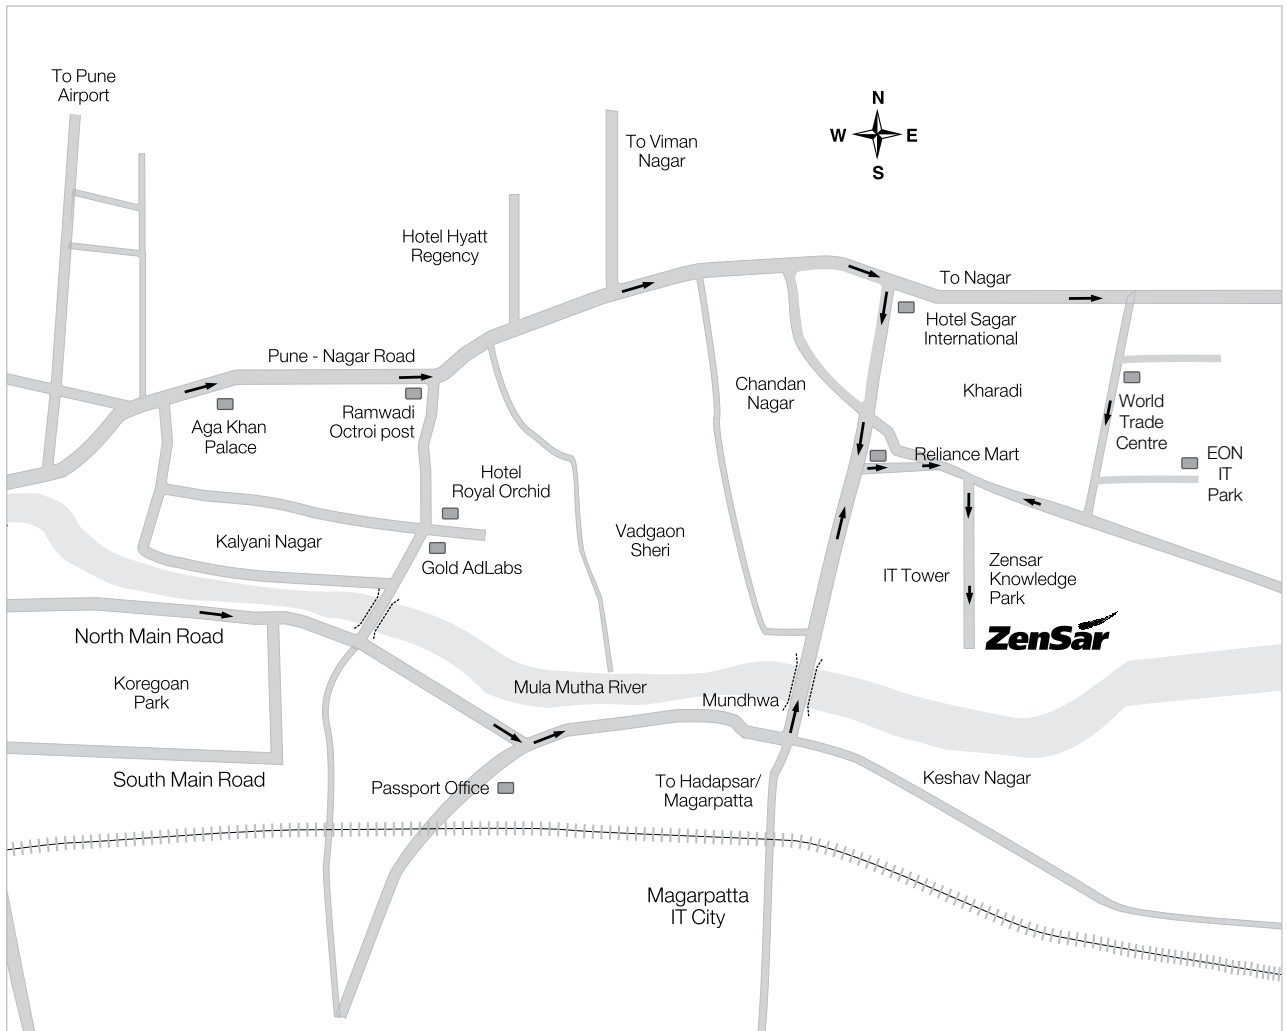 To Pune
Airport
N
W
E
S
To Viman
Nagar
Hotel Hyatt
Regency
To Nagar
Hotel Sagar
International
Pune - Nagar Road
Kharadi
Chandan
Nagar
World
Trade
Centre
Aga Khan
Palace
Ramwadi
Octroi post
Reliance Mart
EON
IT
Park
Hotel
Royal Orchid
Kalyani Nagar
Vadgaon
Sheri
Gold AdLabs
IT Tower
Zensar
Knowledge
Park
ZenSar
North Main Road
Koregoan
Park
Mula Mutha River
Mundhwa
South Main Road
Passport Office
To Hadapsar/
Magarpatta
Keshav Nagar
Magarpatta
IT City